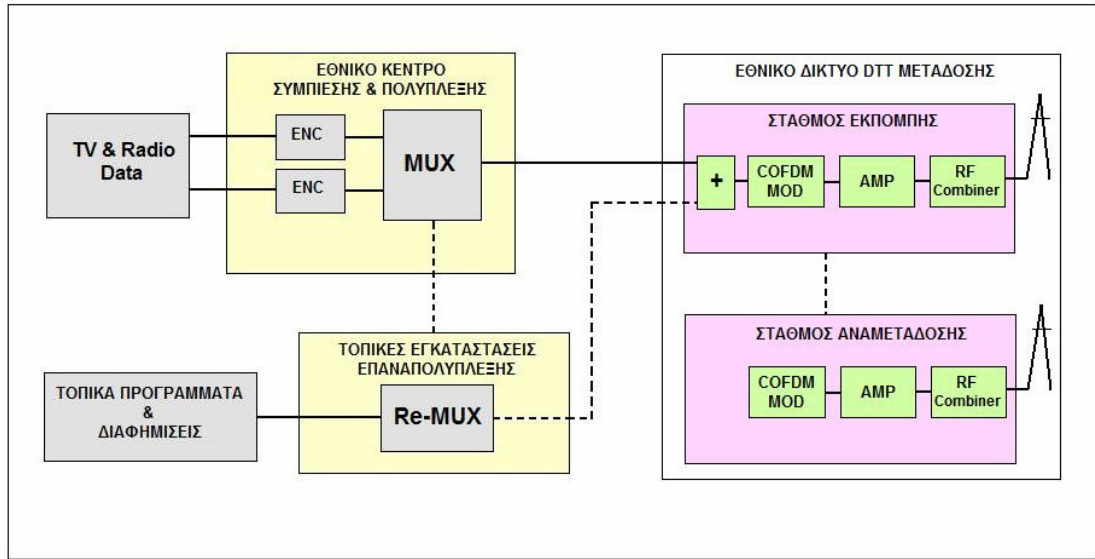 ΕΘΝΙΚΟ ΚΕΝΤΡΟ
ΣΥΜΠΙΕΣΗΣ & ΠΟΛΥΠΛΕΞΗΣ
ENC
ENC
MUX
TV & Radio
Data
ΕΘΝΙΚΟ ΔΙΚΤΥΟ DTT ΜΕΤΑΔΟΣΗΣ
ΣΤΑΘΜΟΣ ΕΚΠΟΜΠΗΣ
+
COFDM
MOD
AMP
RF
Combiner
ΤΟΠΙΚΕΣ ΕΓΚΑΤΑΣΤΑΣΕΙΣ
ΕΠΑΝΑΠΟΛΥΠΛΕΞΗΣ
Re-MUX
ΤΟΠΙΚΑ ΠΡΟΓΡΑΜΜΑΤΑ
&
ΔΙΑΦΗΜΙΣΕΙΣ
ΣΤΑΘΜΟΣ ΑΝΑΜΕΤΑΔΟΣΗΣ
COFDM
MOD
AMP
RF
Combiner